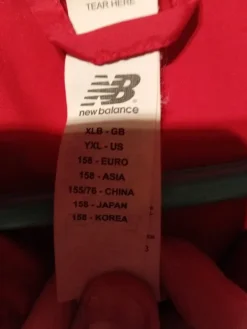 TEAR HERE
NB
new balance
XLB - GB
YXL - US
158 - EURO
158 - ASIA
155/76 - CHINA
158 - JAPAN
158 - KOREA